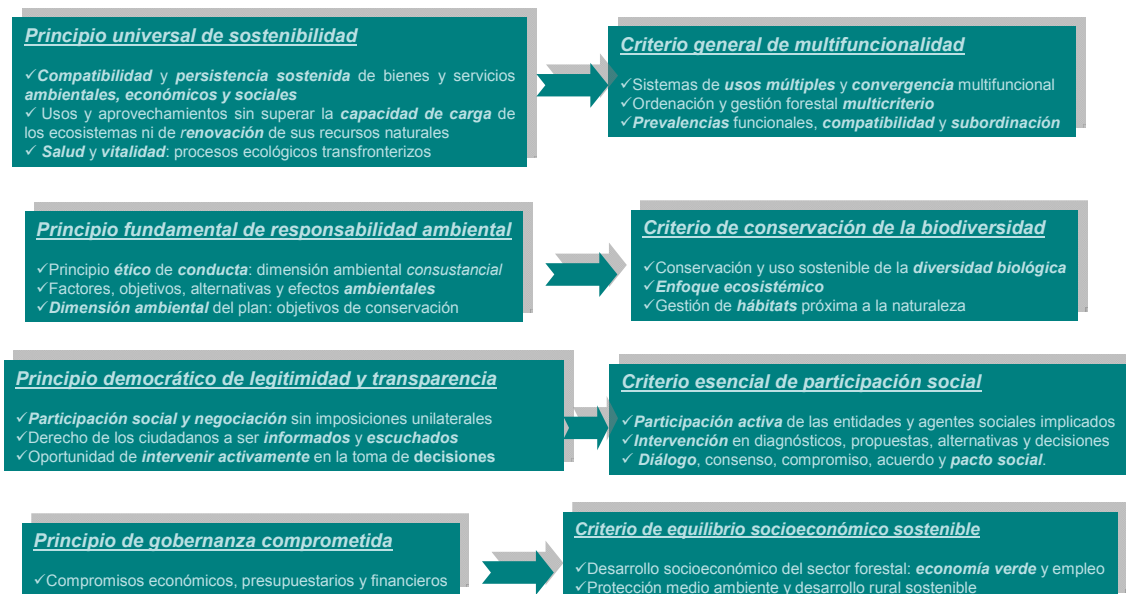 Principio universal de sostenibilidad
✓Compatibilidad y persistencia sostenida de bienes y servicios
ambientales, económicos y sociales
✓ Usos y aprovechamientos sin superar la capacidad de carga de
los ecosistemas ni de renovación de sus recursos naturales
✓ Salud y vitalidad: procesos ecológicos transfronterizos
Criterio general de multifuncionalidad
✓Sistemas de usos múltiples y convergencia multifuncional
✓Ordenación y gestión forestal multicriterio
✓Prevalencias funcionales, compatibilidad y subordinación
Principio fundamental de responsabilidad ambiental
✓Principio ético de conducta: dimensión ambiental consustancial
✓Factores, objetivos, alternativas y efectos ambientales
✓Dimensión ambiental del plan: objetivos de conservación
Criterio de conservación de la biodiversidad
✓Conservación y uso sostenible de la diversidad biológica
✓Enfoque ecosistémico
✓Gestión de hábitats próxima a la naturaleza
Principio democrático de legitimidad y transparencia
✓Participación social y negociación sin imposiciones unilaterales
✓Derecho de los ciudadanos a ser informados y escuchados
✓Oportunidad de intervenir activamente en la toma de decisiones
Criterio esencial de participación social
✓Participación activa de las entidades y agentes sociales implicados
✓Intervención en diagnósticos, propuestas, alternativas y decisiones
✓ Diálogo, consenso, compromiso, acuerdo y pacto social.
Principio de gobernanza comprometida
✓Compromisos económicos, presupuestarios y financieros
Criterio de equilibrio socioeconómico sostenible
✓Desarrollo socioeconómico del sector forestal: economía verde y empleo
✓Protección medio ambiente y desarrollo rural sostenible